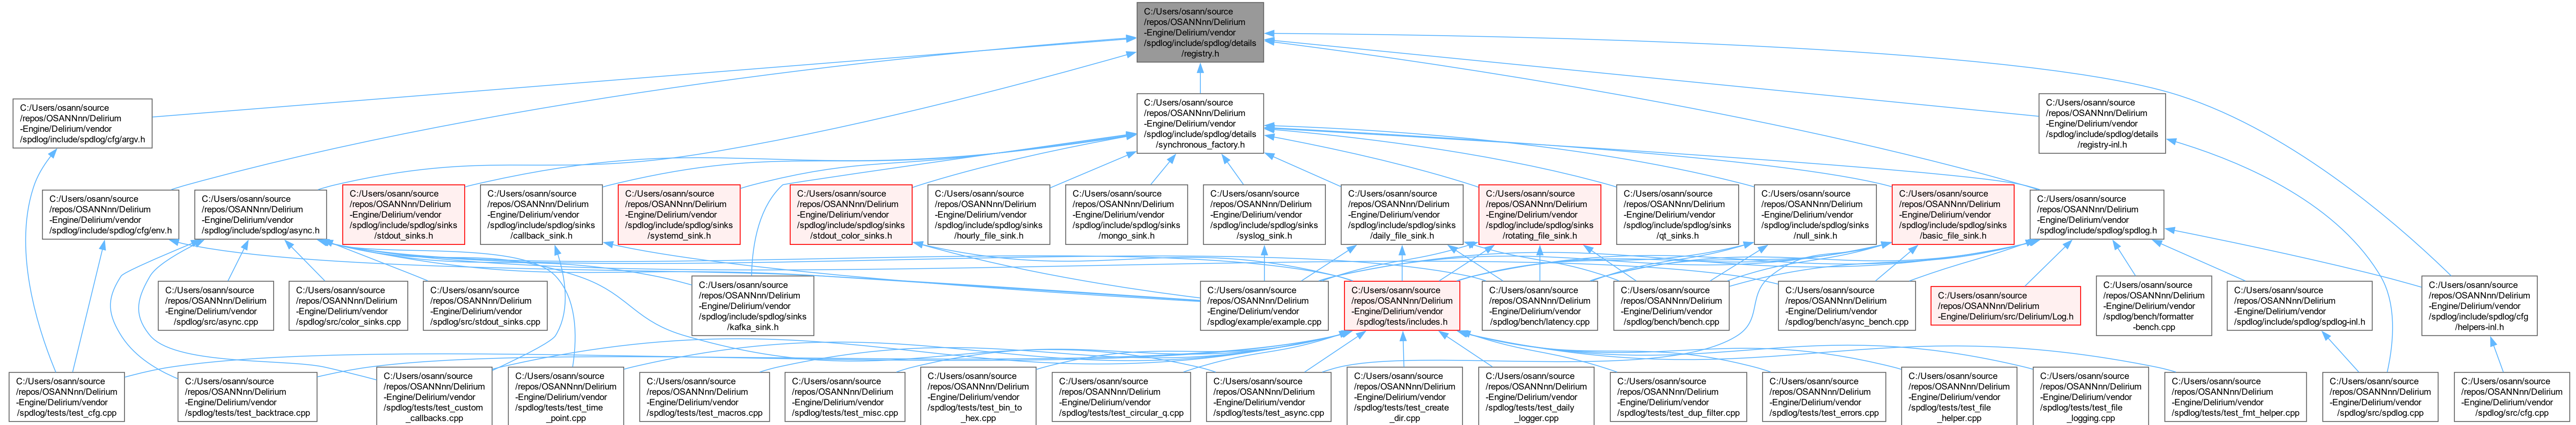 C:/Users/osann/source
/repos/OSANNnn/Delirium
-Engine/Delirium/vendor
/spdlog/include/spdlog/details
/registry.h
C:/Users/osann/source
/repos/OSANNnn/Delirium
-Engine/Delirium/vendor
/spdlog/include/spdlog/cfg/argv.h
C:/Users/osann/source
/repos/OSANNnn/Delirium
-Engine/Delirium/vendor
/spdlog/include/spdlog/details
/synchronous_factory.h
C:/Users/osann/source
/repos/OSANNnn/Delirium
-Engine/Delirium/vendor
/spdlog/include/spdlog/details
/registry-inl.h
C:/Users/osann/source
/repos/OSANNnn/Delirium
-Engine/Delirium/vendor
/spdlog/include/spdlog/cfg/env.h
C:/Users/osann/source
/repos/OSANNnn/Delirium
-Engine/Delirium/vendor
/spdlog/include/spdlog/async.h
C:/Users/osann/source
/repos/OSANNnn/Delirium
-Engine/Delirium/vendor
/spdlog/include/spdlog/sinks
/stdout_sinks.h
C:/Users/osann/source
/repos/OSANNnn/Delirium
-Engine/Delirium/vendor
/spdlog/include/spdlog/sinks
/callback_sink.h
C:/Users/osann/source
/repos/OSANNnn/Delirium
-Engine/Delirium/vendor
/spdlog/include/spdlog/sinks
/systemd_sink.h
C:/Users/osann/source
/repos/OSANNnn/Delirium
-Engine/Delirium/vendor
/spdlog/include/spdlog/sinks
/stdout_color_sinks.h
C:/Users/osann/source
/repos/OSANNnn/Delirium
-Engine/Delirium/vendor
/spdlog/include/spdlog/sinks
/hourly_file_sink.h
C:/Users/osann/source
/repos/OSANNnn/Delirium
-Engine/Delirium/vendor
/spdlog/include/spdlog/sinks
/mongo_sink.h
C:/Users/osann/source
/repos/OSANNnn/Delirium
-Engine/Delirium/vendor
/spdlog/include/spdlog/sinks
/syslog_sink.h
C:/Users/osann/source
/repos/OSANNnn/Delirium
-Engine/Delirium/vendor
/spdlog/include/spdlog/sinks
/daily_file_sink.h
C:/Users/osann/source
/repos/OSANNnn/Delirium
-Engine/Delirium/vendor
/spdlog/include/spdlog/sinks
/rotating_file_sink.h
C:/Users/osann/source
/repos/OSANNnn/Delirium
-Engine/Delirium/vendor
/spdlog/include/spdlog/sinks
/qt_sinks.h
C:/Users/osann/source
/repos/OSANNnn/Delirium
-Engine/Delirium/vendor
/spdlog/include/spdlog/sinks
/null_sink.h
C:/Users/osann/source
/repos/OSANNnn/Delirium
-Engine/Delirium/vendor
/spdlog/include/spdlog/sinks
/basic_file_sink.h
C:/Users/osann/source
/repos/OSANNnn/Delirium
-Engine/Delirium/vendor
/spdlog/include/spdlog/spdlog.h
C:/Users/osann/source
/repos/OSANNnn/Delirium
-Engine/Delirium/vendor
/spdlog/src/async.cpp
C:/Users/osann/source
/repos/OSANNnn/Delirium
-Engine/Delirium/vendor
/spdlog/src/color_sinks.cpp
C:/Users/osann/source
/repos/OSANNnn/Delirium
-Engine/Delirium/vendor
/spdlog/src/stdout_sinks.cpp
C:/Users/osann/source
/repos/OSANNnn/Delirium
-Engine/Delirium/vendor
/spdlog/include/spdlog/sinks
/kafka_sink.h
C:/Users/osann/source
/repos/OSANNnn/Delirium
-Engine/Delirium/vendor
/spdlog/example/example.cpp
C:/Users/osann/source
/repos/OSANNnn/Delirium
-Engine/Delirium/vendor
/spdlog/tests/includes.h
C:/Users/osann/source
/repos/OSANNnn/Delirium
-Engine/Delirium/vendor
/spdlog/bench/latency.cpp
C:/Users/osann/source
/repos/OSANNnn/Delirium
-Engine/Delirium/vendor
/spdlog/bench/bench.cpp
C:/Users/osann/source
/repos/OSANNnn/Delirium
-Engine/Delirium/vendor
/spdlog/bench/async_bench.cpp
C:/Users/osann/source
/repos/OSANNnn/Delirium
-Engine/Delirium/src/Delirium/Log.h
C:/Users/osann/source
/repos/OSANNnn/Delirium
-Engine/Delirium/vendor
/spdlog/bench/formatter
-bench.cpp
C:/Users/osann/source
/repos/OSANNnn/Delirium
-Engine/Delirium/vendor
/spdlog/include/spdlog/spdlog-inl.h
C:/Users/osann/source
/repos/OSANNnn/Delirium
-Engine/Delirium/vendor
/spdlog/include/spdlog/cfg
/helpers-inl.h
C:/Users/osann/source
/repos/OSANNnn/Delirium
-Engine/Delirium/vendor
/spdlog/tests/test_cfg.cpp
C:/Users/osann/source
/repos/OSANNnn/Delirium
-Engine/Delirium/vendor
/spdlog/tests/test_backtrace.cpp
C:/Users/osann/source
/repos/OSANNnn/Delirium
-Engine/Delirium/vendor
/spdlog/tests/test_custom
_callbacks.cpp
C:/Users/osann/source
/repos/OSANNnn/Delirium
-Engine/Delirium/vendor
/spdlog/tests/test_time
_point.cpp
C:/Users/osann/source
/repos/OSANNnn/Delirium
-Engine/Delirium/vendor
/spdlog/tests/test_macros.cpp
C:/Users/osann/source
/repos/OSANNnn/Delirium
-Engine/Delirium/vendor
/spdlog/tests/test_misc.cpp
C:/Users/osann/source
/repos/OSANNnn/Delirium
-Engine/Delirium/vendor
/spdlog/tests/test_bin_to
_hex.cpp
C:/Users/osann/source
/repos/OSANNnn/Delirium
-Engine/Delirium/vendor
/spdlog/tests/test_circular_q.cpp
C:/Users/osann/source
/repos/OSANNnn/Delirium
-Engine/Delirium/vendor
/spdlog/tests/test_async.cpp
C:/Users/osann/source
/repos/OSANNnn/Delirium
-Engine/Delirium/vendor
/spdlog/tests/test_create
_dir.cpp
C:/Users/osann/source
/repos/OSANNnn/Delirium
-Engine/Delirium/vendor
/spdlog/tests/test_daily
_logger.cpp
C:/Users/osann/source
/repos/OSANNnn/Delirium
-Engine/Delirium/vendor
/spdlog/tests/test_dup_filter.cpp
C:/Users/osann/source
/repos/OSANNnn/Delirium
-Engine/Delirium/vendor
/spdlog/tests/test_errors.cpp
C:/Users/osann/source
/repos/OSANNnn/Delirium
-Engine/Delirium/vendor
/spdlog/tests/test_file
_helper.cpp
C:/Users/osann/source
/repos/OSANNnn/Delirium
-Engine/Delirium/vendor
/spdlog/tests/test_file
_logging.cpp
C:/Users/osann/source
/repos/OSANNnn/Delirium
-Engine/Delirium/vendor
/spdlog/tests/test_fmt_helper.cpp
C:/Users/osann/source
/repos/OSANNnn/Delirium
-Engine/Delirium/vendor
/spdlog/src/spdlog.cpp
C:/Users/osann/source
/repos/OSANNnn/Delirium
-Engine/Delirium/vendor
/spdlog/src/cfg.cpp